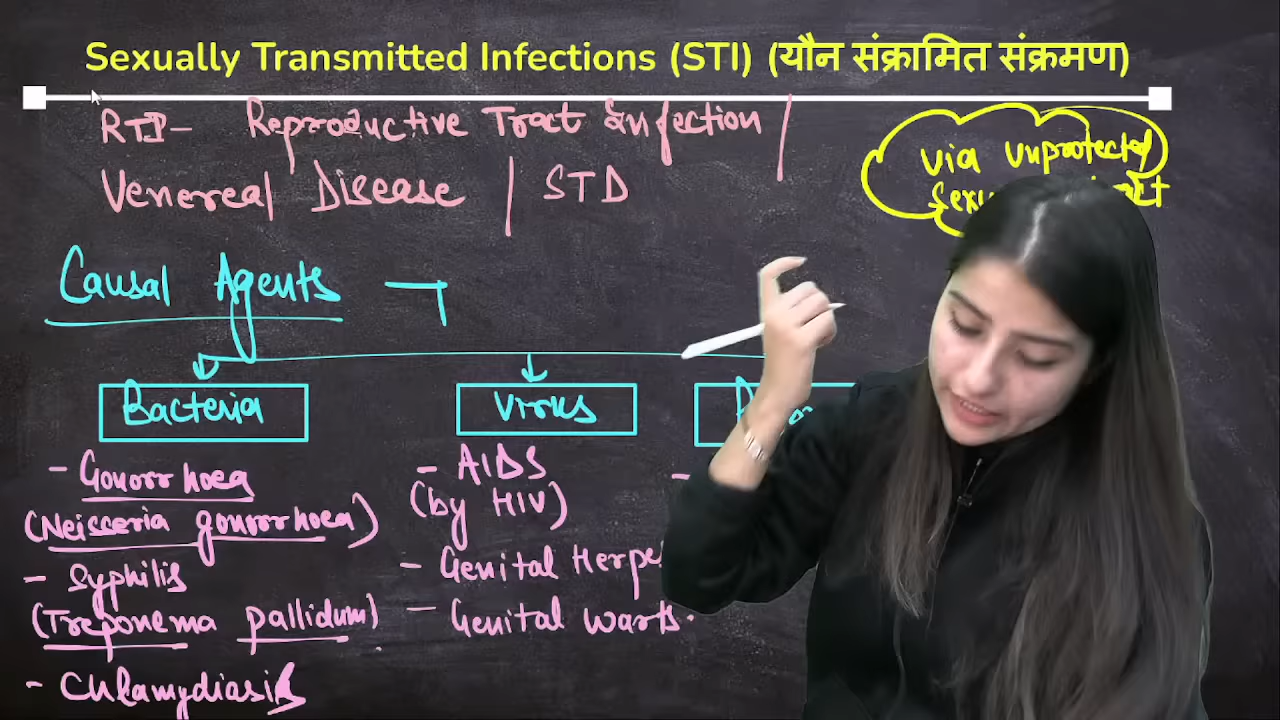 Sexually Transmitted Infections (STI) (यौन संक्रामित संक्रमण)
RTI- Reproductive Tract Infection |
Venereal Disease | STD
via unprotected
Causal Agents
Bacteria
Virus
- Gonorrhoea
(Neisseria gonorrhoea)
- Syphilis
(Treponema pallidum)
- Chlamydiasis
- AIDS
(by HIV)
- Genital Herpe
- Genital warts.